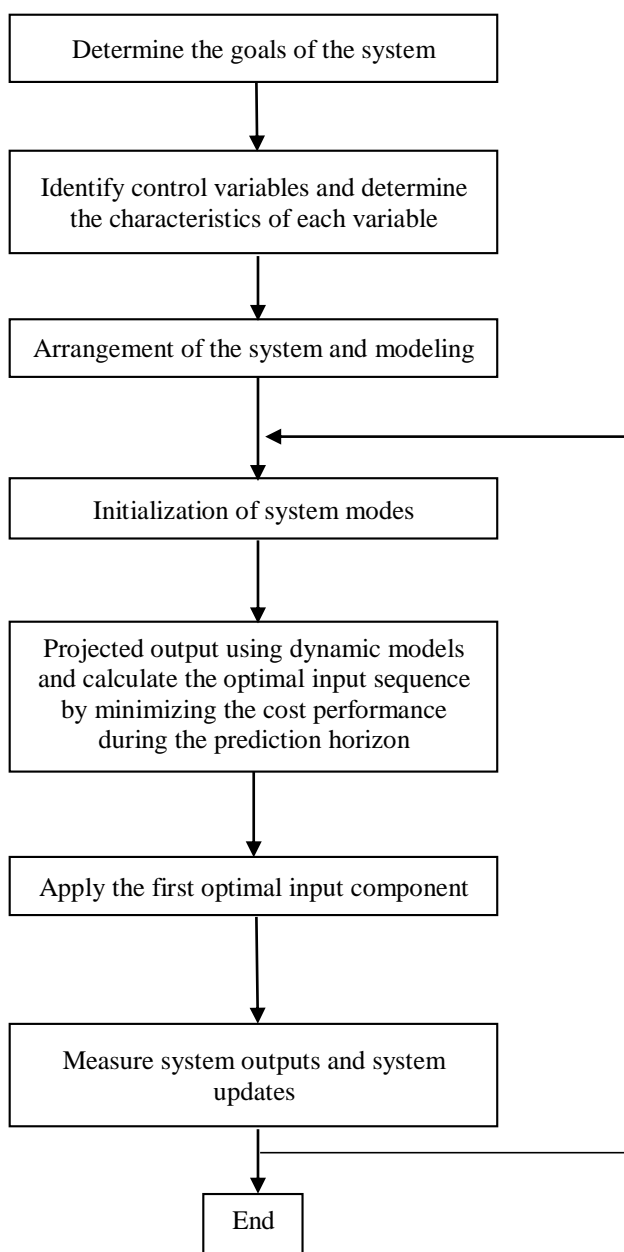 Determine the goals of the system
Identify control variables and determine
the characteristics of each variable
Arrangement of the system and modeling
Initialization of system modes
Projected output using dynamic models
and calculate the optimal input sequence
by minimizing the cost performance
during the prediction horizon
Apply the first optimal input component
Measure system outputs and system
updates
End